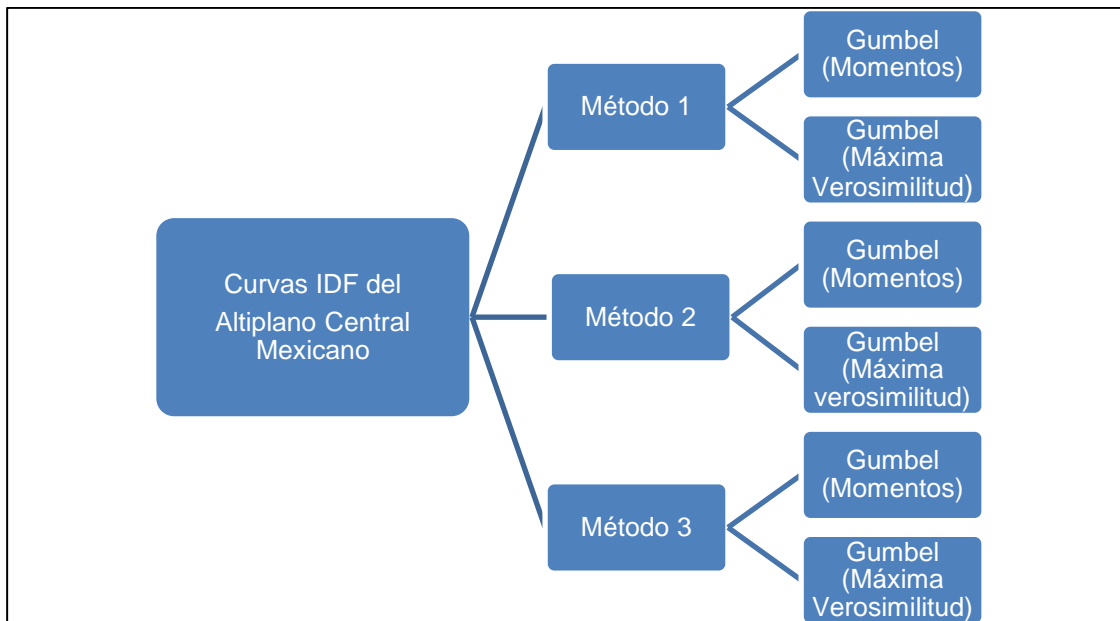 Curvas IDF del
Altiplano Central
Mexicano
Método 1
Gumbel
(Momentos)
Gumbel
(Máxima
Verosimilitud)
Método 2
Gumbel
(Momentos)
Gumbel
(Máxima
verosimilitud)
Método 3
Gumbel
(Momentos)
Gumbel
(Máxima
Verosimilitud)